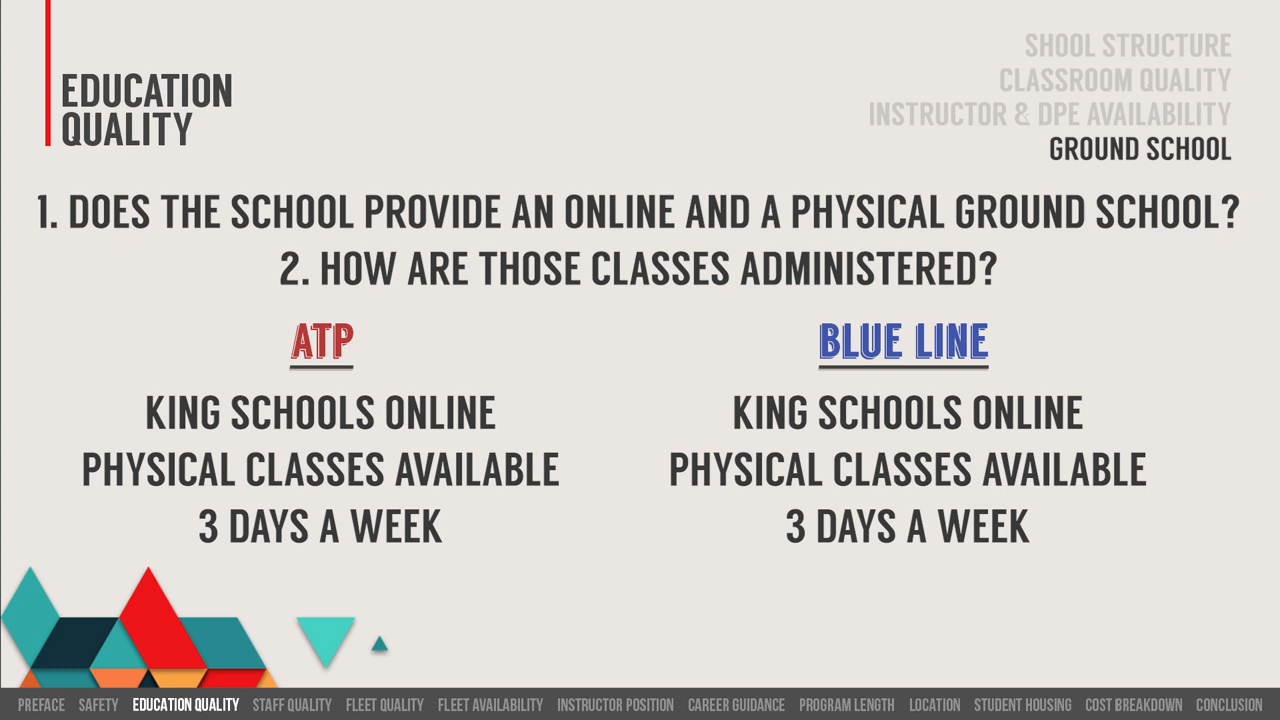 EDUCATION
QUALITY
SHOOL STRUCTURE
CLASSROOM QUALITY
INSTRUCTOR & DPE AVAILABILITY
GROUND SCHOOL
1. DOES THE SCHOOL PROVIDE AN ONLINE AND A PHYSICAL GROUND SCHOOL?
2. HOW ARE THOSE CLASSES ADMINISTERED?
ATP
KING SCHOOLS ONLINE
PHYSICAL CLASSES AVAILABLE
3 DAYS A WEEK
BLUE LINE
KING SCHOOLS ONLINE
PHYSICAL CLASSES AVAILABLE
3 DAYS A WEEK
PREFACE SAFETY EDUCATION QUALITY STAFF QUALITY FLEET QUALITY FLEET AVAILABILITY INSTRUCTOR POSITION CAREER GUIDANCE PROGRAM LENGTH LOCATION STUDENT HOUSING COST BREAKDOWN CONCLUSION